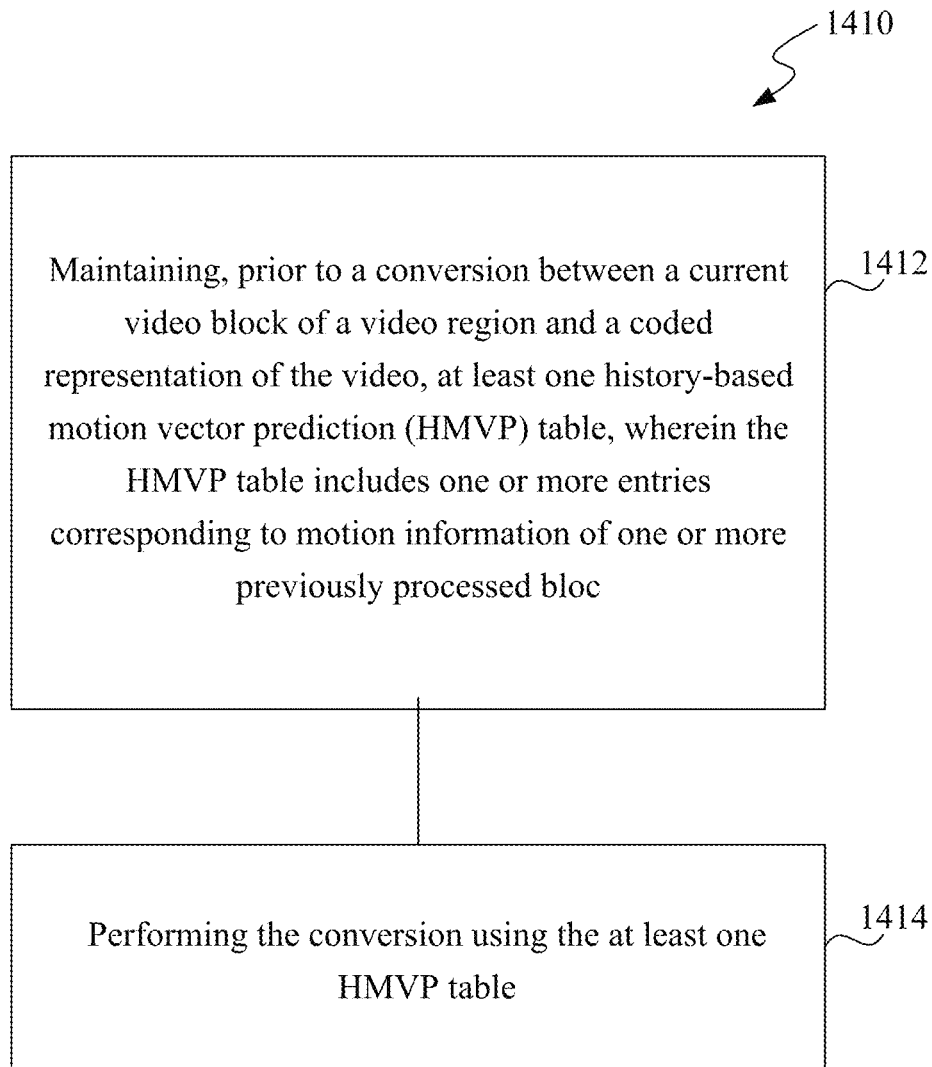 1410
Maintaining, prior to a conversion between a current
1412
video block of a video region and a coded
representation of the video, at least one history-based
motion vector prediction (HMVP) table, wherein the
HMVP table includes one or more entries
corresponding to motion information of one or more
previously processed bloc
1414
Performing the conversion using the at least one
HMVP table